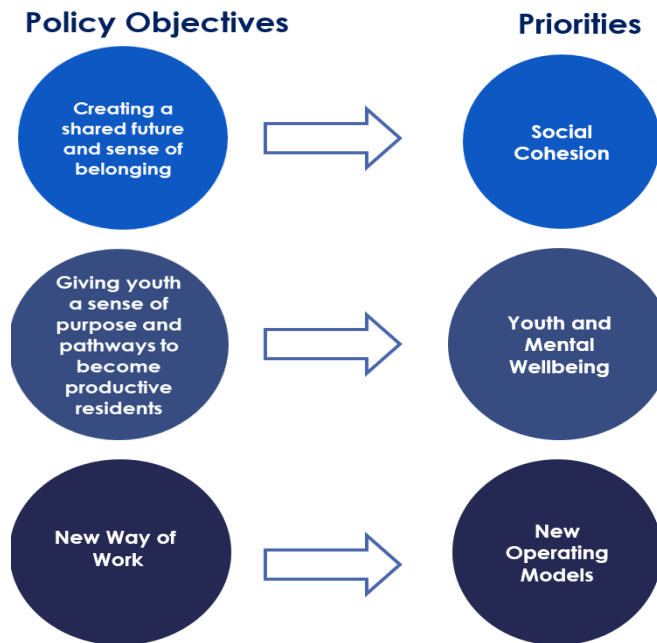 Policy Objectives
Priorities
Creating a
shared future
and sense of
belonging
Social
Cohesion
Giving youth
a sense of
purpose and
pathways to
become
productive
residents
Youth and
Mental
Wellbeing
New Way of
Work
New
Operating
Models